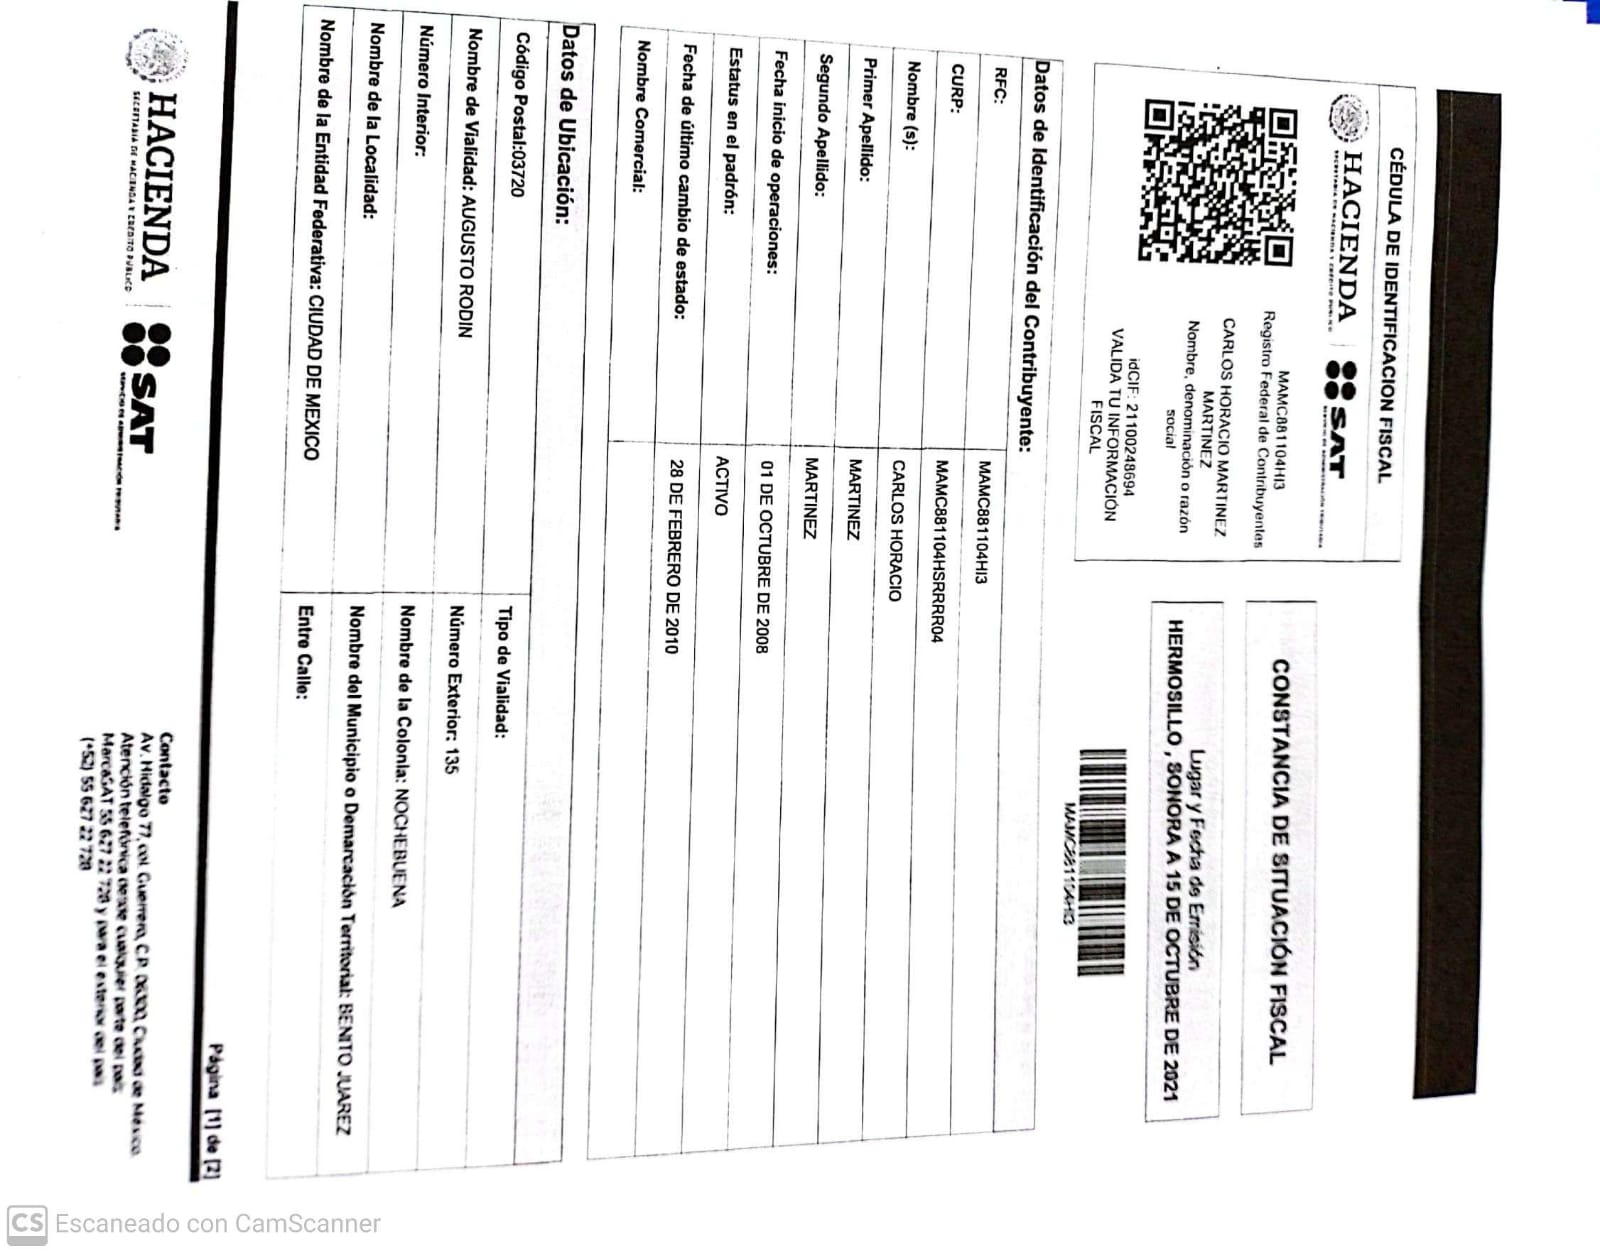 CÉDULA DE IDENTIFICACION FISCAL
HACIENDA
SECRETARÍA DE HACIENDA Y CRÉDITO PÚBLICO
SAT
SERVICIO DE ADMINISTRACIÓN TRIBUTARIA
MAMC881104HI3
Registro Federal de Contribuyentes
CARLOS HORACIO MARTINEZ
MARTINEZ
Nombre, denominación o razón
social
idCIF: 21100248694
VALIDA TU INFORMACIÓN
FISCAL
CONSTANCIA DE SITUACIÓN FISCAL
Lugar y Fecha de Emisión
HERMOSILLO , SONORA A 15 DE OCTUBRE DE 2021
MAMC881104HI3
Datos de Identificación del Contribuyente:
RFC: MAMC881104HI3
CURP: MAMC881104HSRRRR04
Nombre (s): CARLOS HORACIO
Primer Apellido: MARTINEZ
Segundo Apellido: MARTINEZ
Fecha inicio de operaciones: 01 DE OCTUBRE DE 2008
Estatus en el padrón: ACTIVO
Fecha de último cambio de estado: 28 DE FEBRERO DE 2010
Nombre Comercial:
Datos de Ubicación:
Código Postal:03720 Tipo de Vialidad:
Nombre de Vialidad: AUGUSTO RODIN Número Exterior: 135
Número Interior: Nombre de la Colonia: NOCHEBUENA
Nombre de la Localidad: Nombre del Municipio o Demarcación Territorial: BENITO JUAREZ
Nombre de la Entidad Federativa: CIUDAD DE MEXICO Entre Calle:
Página [1] de [2]
HACIENDA
SECRETARÍA DE HACIENDA Y CRÉDITO PÚBLICO
SAT
SERVICIO DE ADMINISTRACIÓN TRIBUTARIA
Contacto
Av. Hidalgo 77, col. Guerrero, C.P. 06300, Ciudad de México.
Atención telefónica desde cualquier parte del país:
MarcaSAT 55 627 22 728 y para el exterior del país
(+52) 55 627 22 728
CS Escaneado con CamScanner